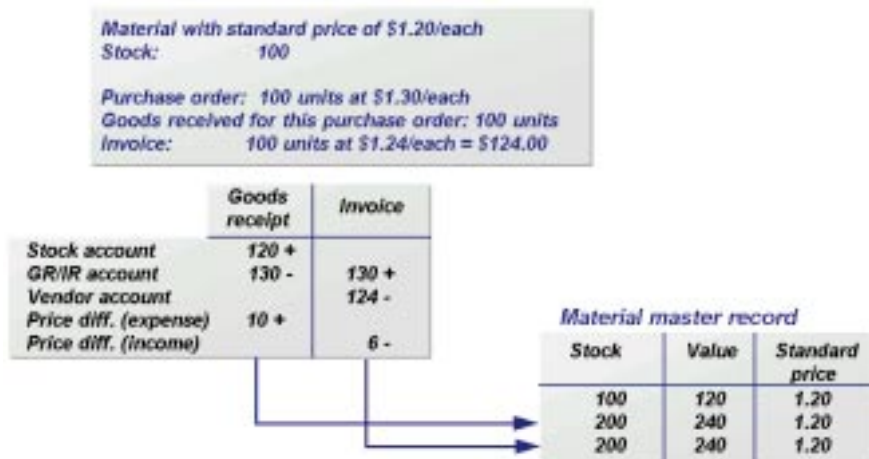 Material with standard price of $1.20/each
Stock: 100
Purchase order: 100 units at $1.30/each
Goods received for this purchase order: 100 units
Invoice: 100 units at $1.24/each = $124.00
Goods receipt Invoice
Stock account 120 +
GR/IR account 130 - 130 +
Vendor account 124 -
Price diff. (expense) 10 +
Price diff. (income) 6 -
Material master record
Stock Value Standard price
100 120 1.20
200 240 1.20
200 240 1.20